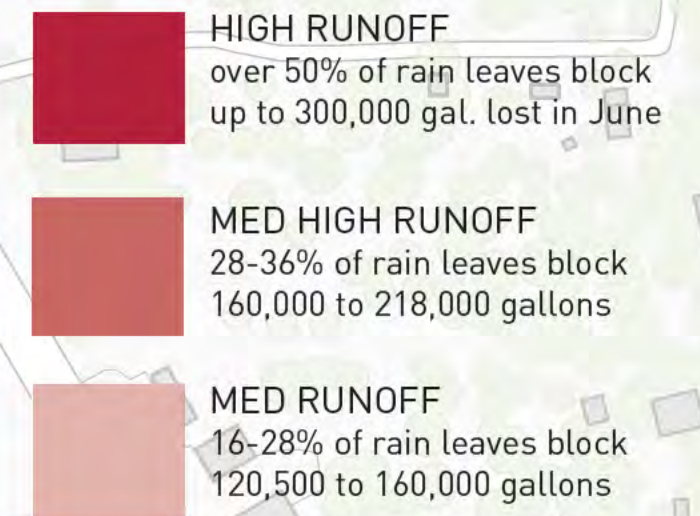 HIGH RUNOFF
over 50% of rain leaves block
up to 300,000 gal. lost in June
MED HIGH RUNOFF
28-36% of rain leaves block
160,000 to 218,000 gallons
MED RUNOFF
16-28% of rain leaves block
120,500 to 160,000 gallons